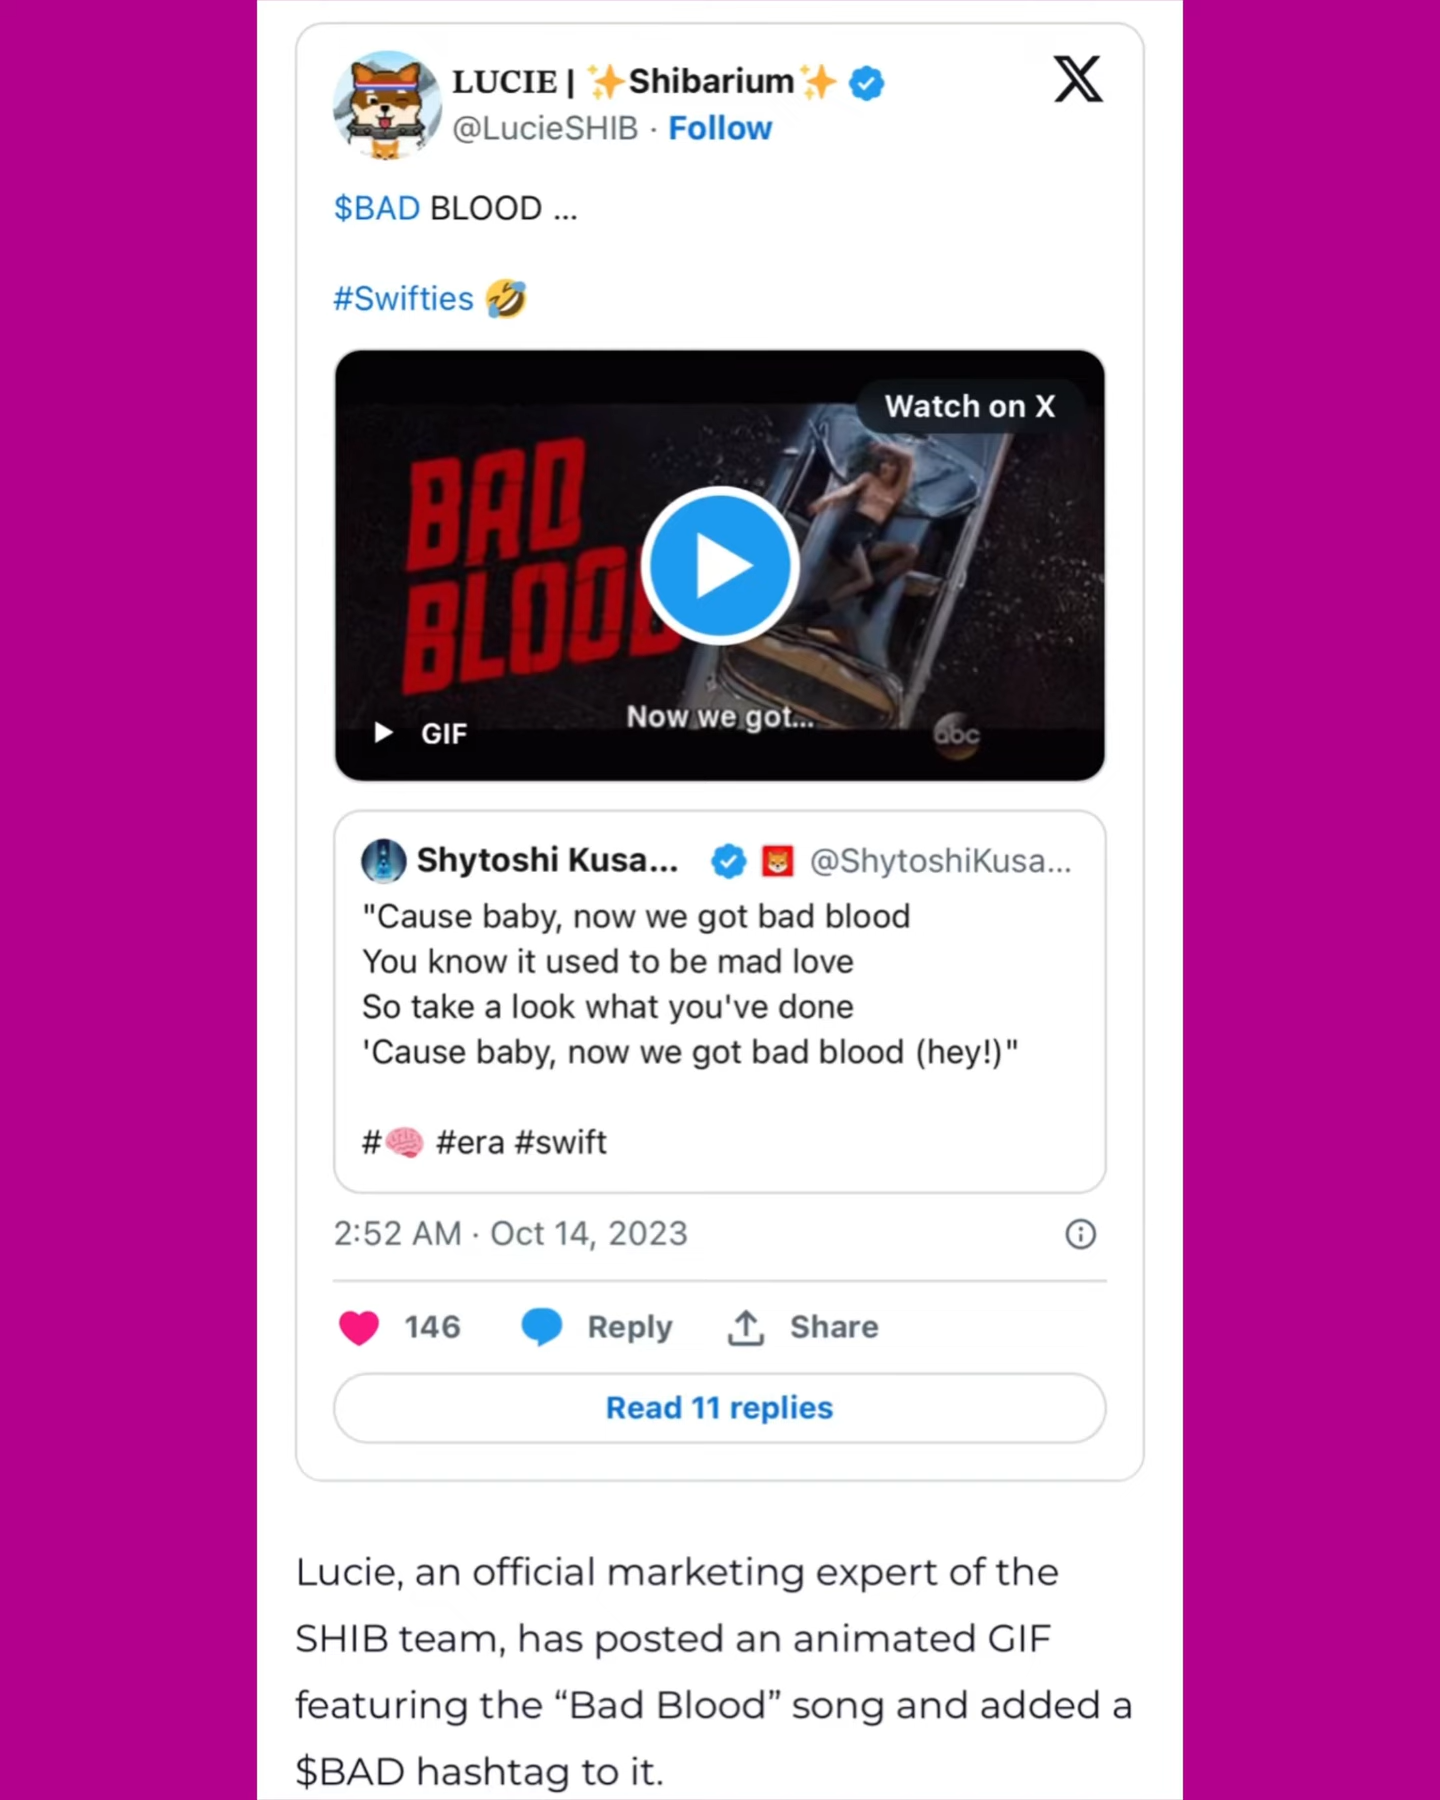 LUCIE | ✨Shibarium✨
@LucieSHIB · Follow
$BAD BLOOD ...
#Swifties 🤣
Watch on X
BAD
BLOOD
Now we got...
GIF
abc
Shytoshi Kusa... @ShytoshiKusa...
"Cause baby, now we got bad blood
You know it used to be mad love
So take a look what you've done
'Cause baby, now we got bad blood (hey!)"
#🧠 #era #swift
2:52 AM · Oct 14, 2023
146 Reply Share
Read 11 replies
Lucie, an official marketing expert of the
SHIB team, has posted an animated GIF
featuring the “Bad Blood” song and added a
$BAD hashtag to it.